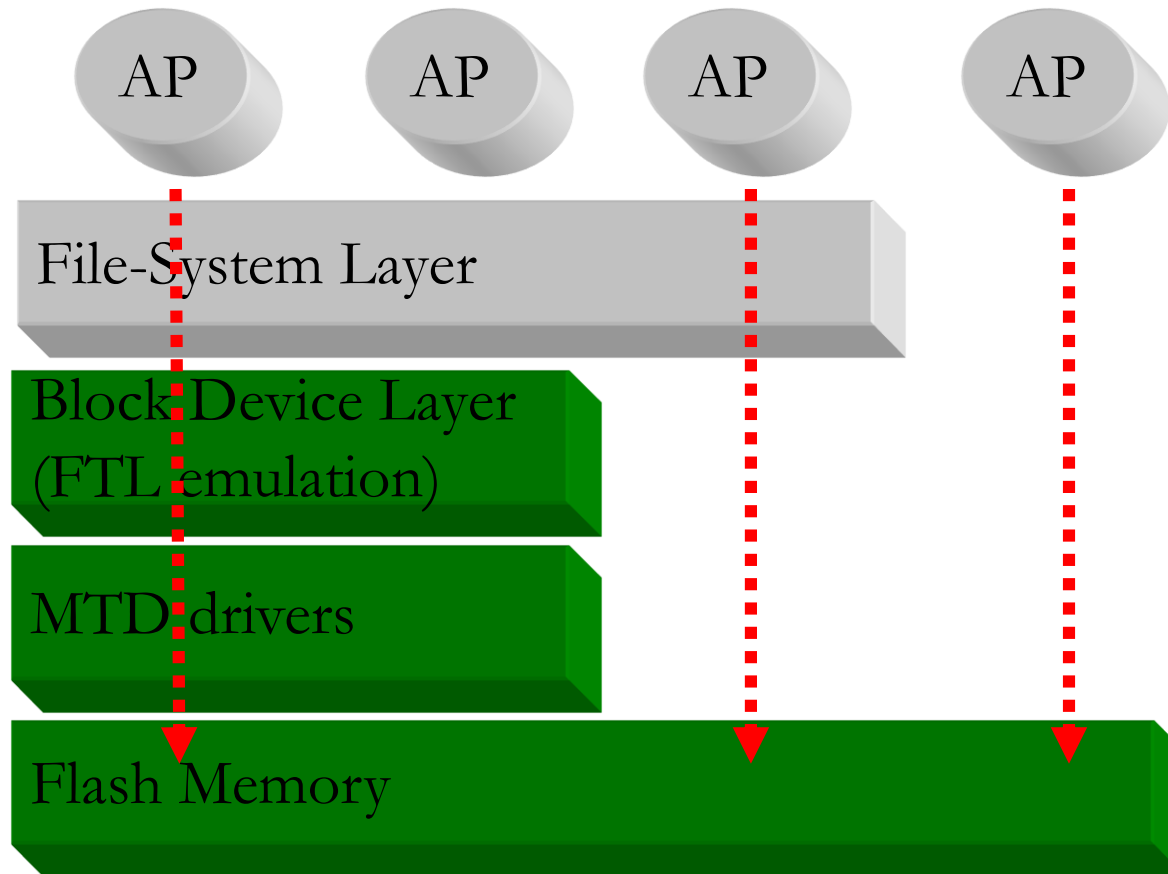 AP
AP
AP
AP
File-System Layer
Block Device Layer
(FTL emulation)
MTD drivers
Flash Memory